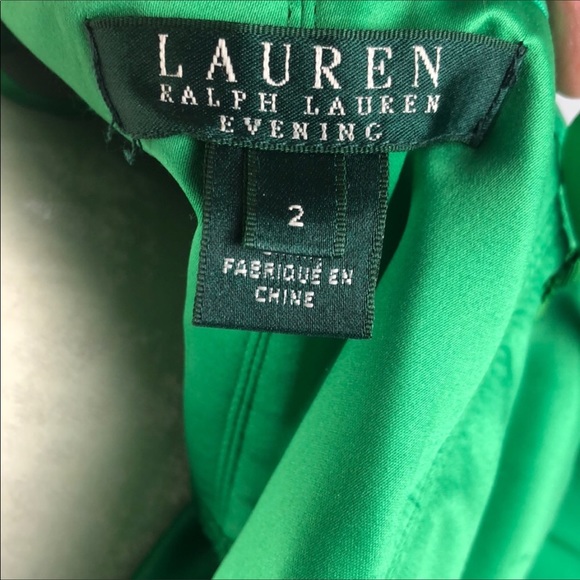 LAUREN
RALPH LAUREN
EVENING
2
FABRIQUÉ EN
CHINE